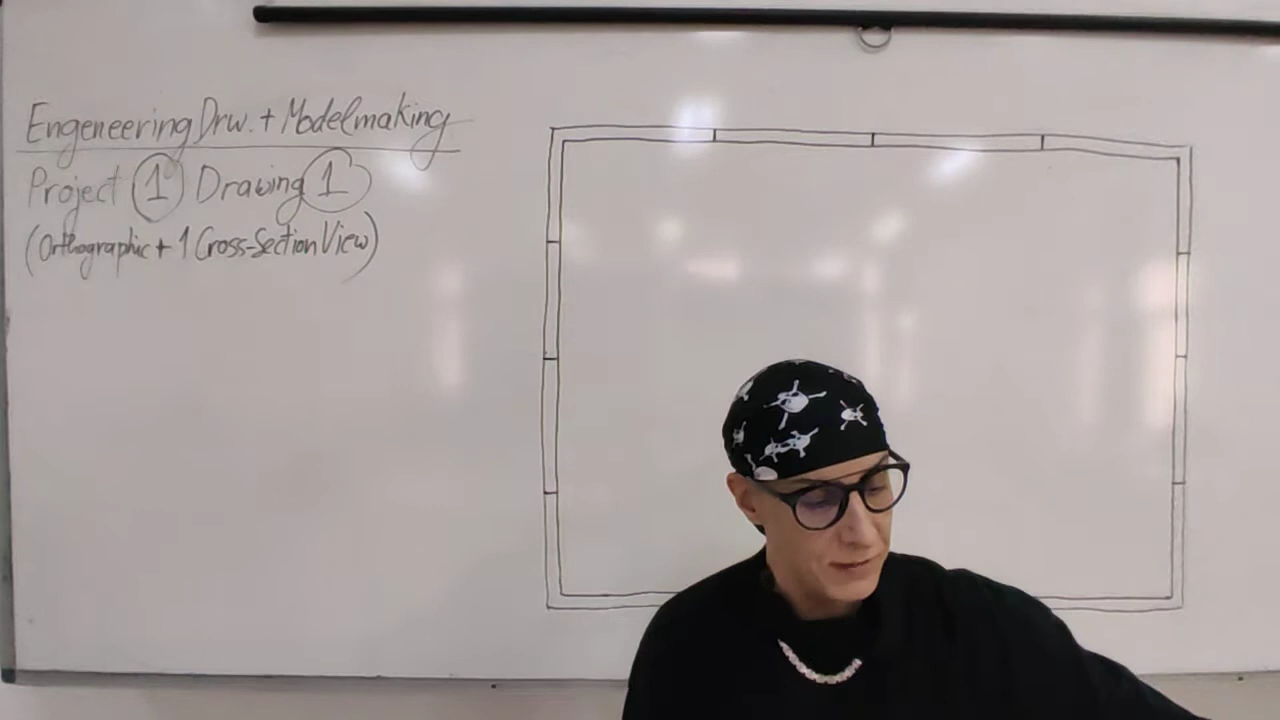 Engeneering Drw. + Modelmaking
Project 1 Drawing 1
(Orthographic + 1 Cross-Section View)